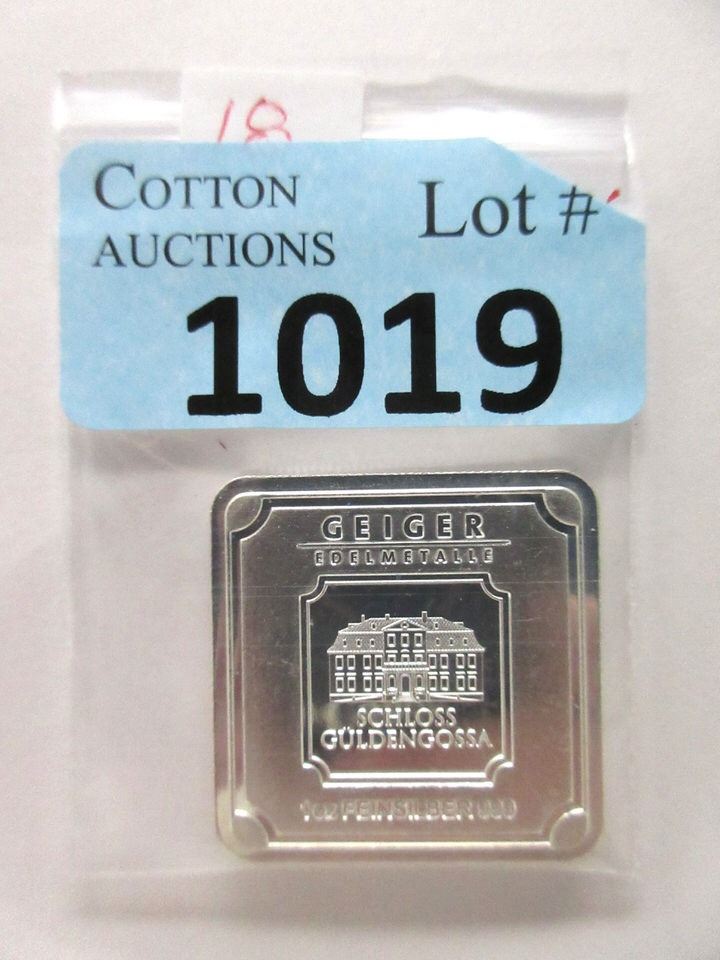 18
COTTON
AUCTIONS
Lot #
1019
GEIGER
EDELMETALLE
SCHLOSS
GÜLDENGOSSA
1oz FEINSILBER 999